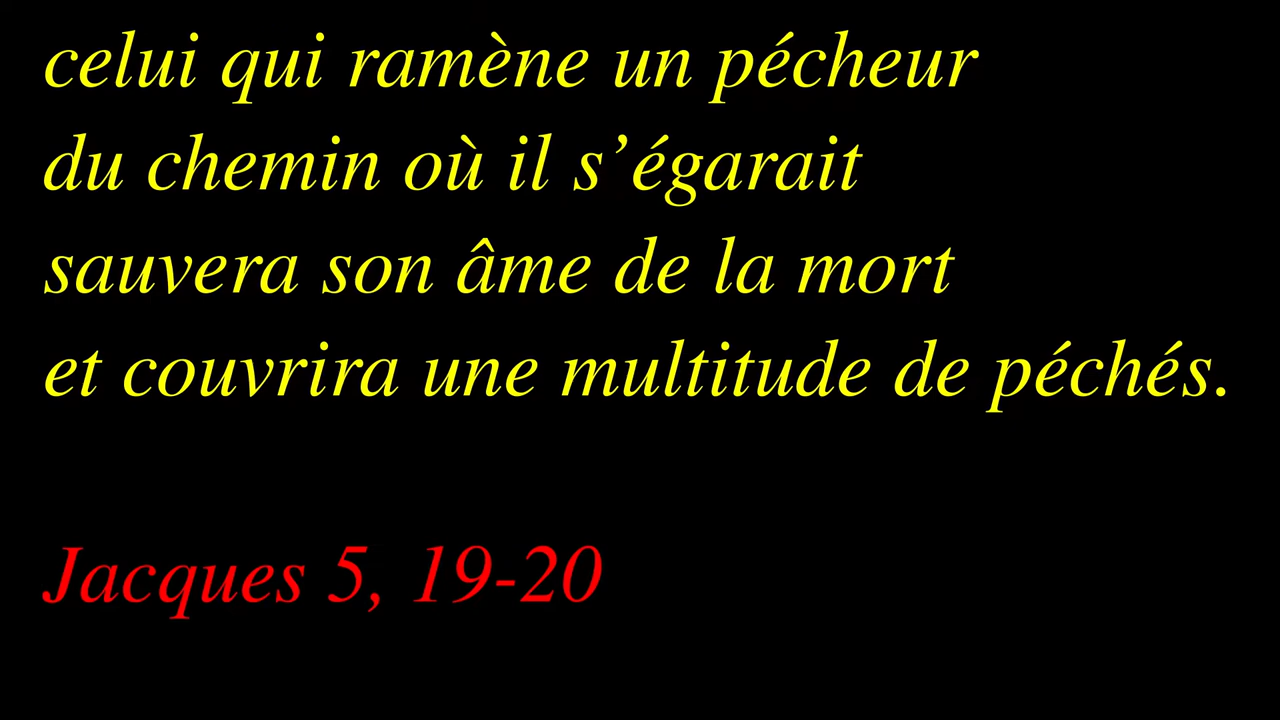 celui qui ramène un pécheur
du chemin où il s’égarait
sauvera son âme de la mort
et couvrira une multitude de péchés.
Jacques 5, 19-20